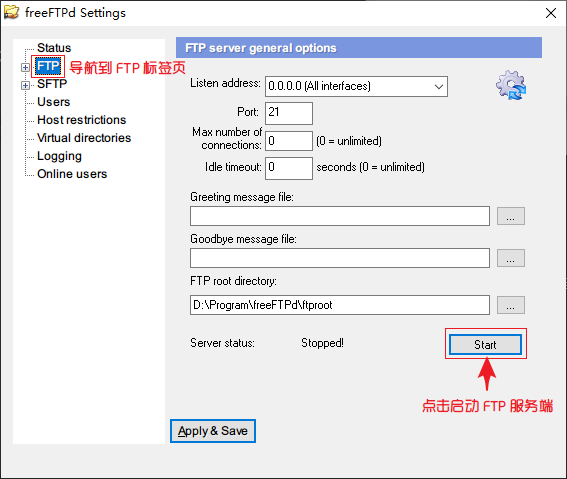 freeFTPd Settings
Status
FTP 导航到 FTP 标签页
SFTP
Users
Host restrictions
Virtual directories
Logging
Online users
FTP server general options
Listen address: 0.0.0.0 (All interfaces)
Port: 21
Max number of
connections: 0 (0 = unlimited)
Idle timeout: 0 seconds (0 = unlimited)
Greeting message file:
...
Goodbye message file:
...
FTP root directory:
D:\Program\freeFTPd\ftproot ...
Server status: Stopped! Start
点击启动 FTP 服务端
Apply & Save